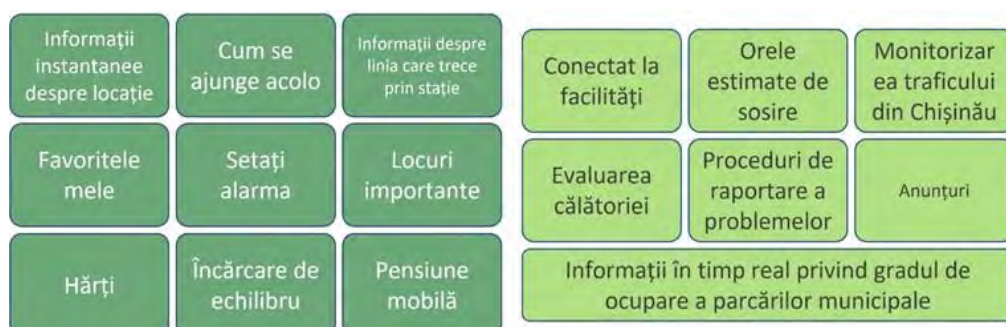 Informații
instantanee
despre locație
Cum se
ajunge acolo
Informații despre
linia care trece
prin stație
Favoritele
mele
Setați
alarma
Locuri
importante
Hărți
Încărcare de
echilibru
Pensiune
mobilă
Conectat la
facilități
Orele
estimate de
sosire
Monitorizar
ea traficului
din Chișinău
Evaluarea
călătoriei
Proceduri de
raportare a
problemelor
Anunțuri
Informații în timp real privind gradul de
ocupare a parcărilor municipale